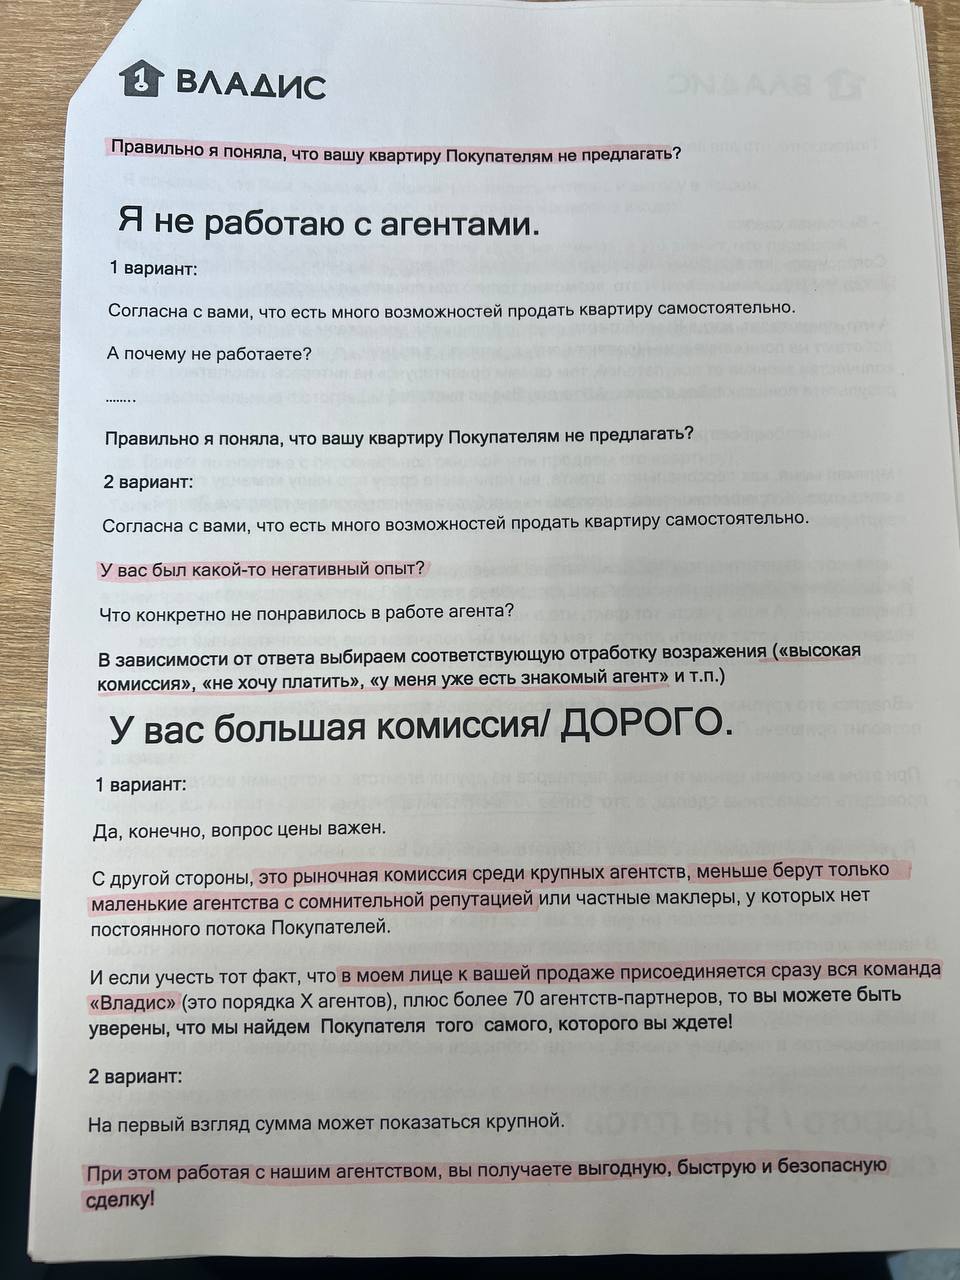 ВЛАДИС
Правильно я поняла, что вашу квартиру Покупателям не предлагать?
Я не работаю с агентами.
1 вариант:
Согласна с вами, что есть много возможностей продать квартиру самостоятельно.
А почему не работаете?
........
Правильно я поняла, что вашу квартиру Покупателям не предлагать?
2 вариант:
Согласна с вами, что есть много возможностей продать квартиру самостоятельно.
У вас был какой-то негативный опыт?
Что конкретно не понравилось в работе агента?
В зависимости от ответа выбираем соответствующую отработку возражения («высокая
комиссия», «не хочу платить», «у меня уже есть знакомый агент» и т.п.)
У вас большая комиссия/ ДОРОГО.
1 вариант:
Да, конечно, вопрос цены важен.
С другой стороны, это рыночная комиссия среди крупных агентств, меньше берут только
маленькие агентства с сомнительной репутацией или частные маклеры, у которых нет
постоянного потока Покупателей.
И если учесть тот факт, что в моем лице к вашей продаже присоединяется сразу вся команда
«Владис» (это порядка X агентов), плюс более 70 агентств-партнеров, то вы можете быть
уверены, что мы найдем Покупателя того самого, которого вы ждете!
2 вариант:
На первый взгляд сумма может показаться крупной.
При этом работая с нашим агентством, вы получаете выгодную, быструю и безопасную
сделку!